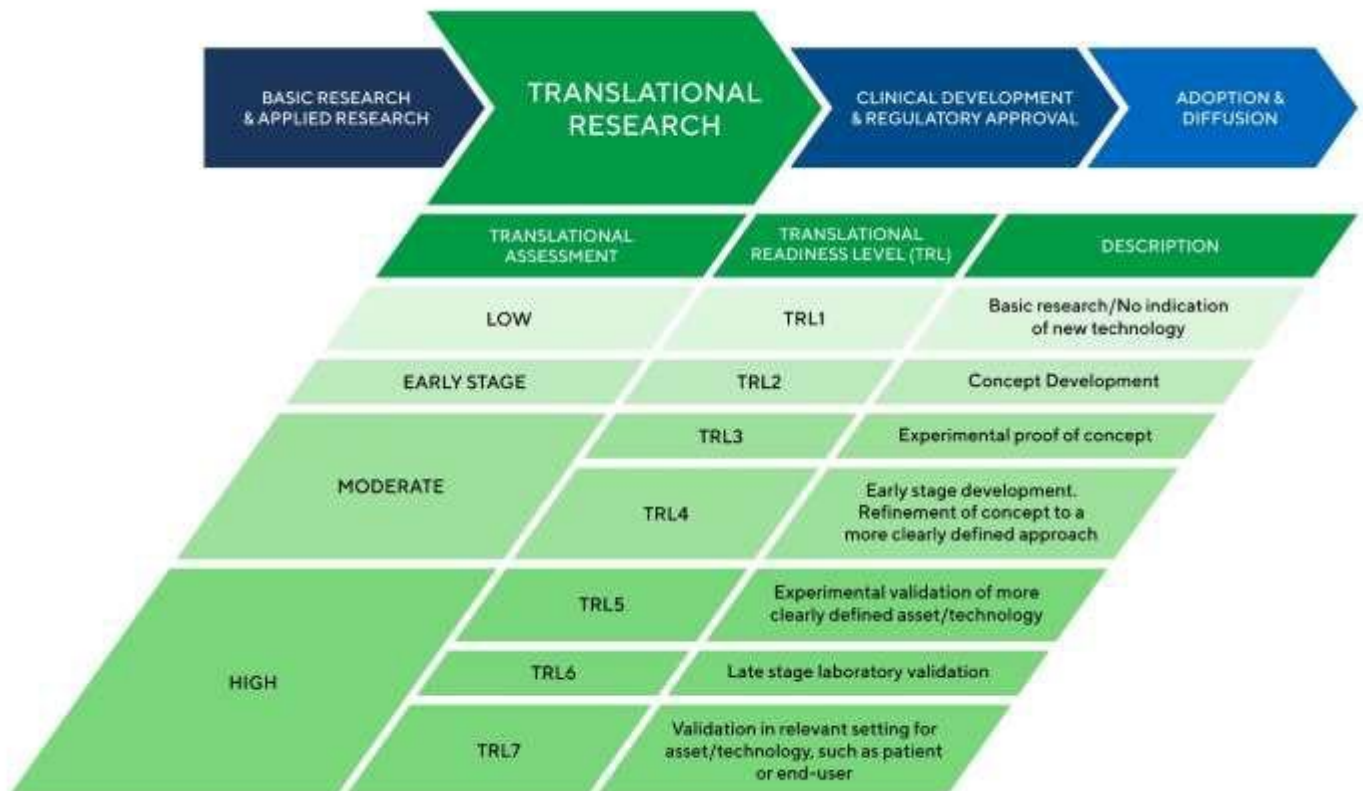 BASIC RESEARCH
& APPLIED RESEARCH
TRANSLATIONAL
RESEARCH
CLINICAL DEVELOPMENT
& REGULATORY APPROVAL
ADOPTION &
DIFFUSION
TRANSLATIONAL
ASSESSMENT
TRANSLATIONAL
READINESS LEVEL (TRL)
DESCRIPTION
LOW
TRL1
Basic research/No indication
of new technology
EARLY STAGE
TRL2
Concept Development
MODERATE
TRL3
Experimental proof of concept
TRL4
Early stage development.
Refinement of concept to a
more clearly defined approach
HIGH
TRL5
Experimental validation of more
clearly defined asset/technology
TRL6
Late stage laboratory validation
TRL7
Validation in relevant setting for
asset/technology, such as patient
or end-user